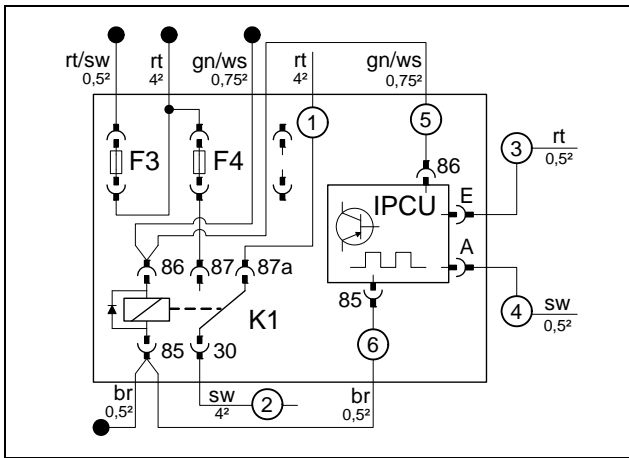 rt/sw
0,5²
rt
4²
gn/ws
0,75²
rt
4²
gn/ws
0,75²
1
5
3
rt
0,5²
F3
F4
86
IPCU
E
A
86
87
87a
85
4
sw
0,5²
K1
6
85
30
br
0,5²
sw
4²
2
br
0,5²